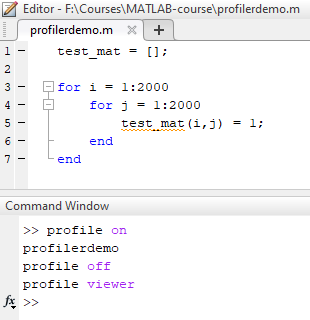 Editor - F:\Courses\MATLAB-course\profilerdemo.m
profilerdemo.m × +
1 - test_mat = [];
2
3 - for i = 1:2000
4 - for j = 1:2000
5 - test_mat(i,j) = 1;
6 - end
7 - end
Command Window
>> profile on
profilerdemo
profile off
profile viewer
fx >>